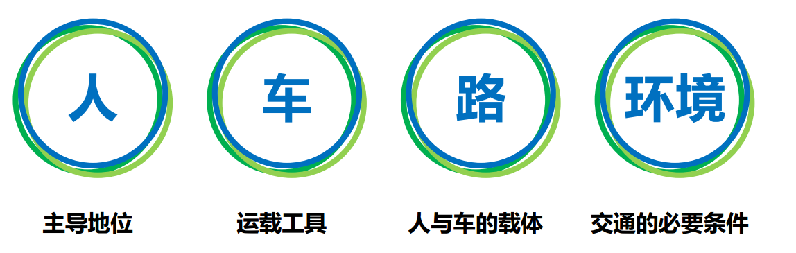 人
车
路
环境
主导地位
运载工具
人与车的载体
交通的必要条件